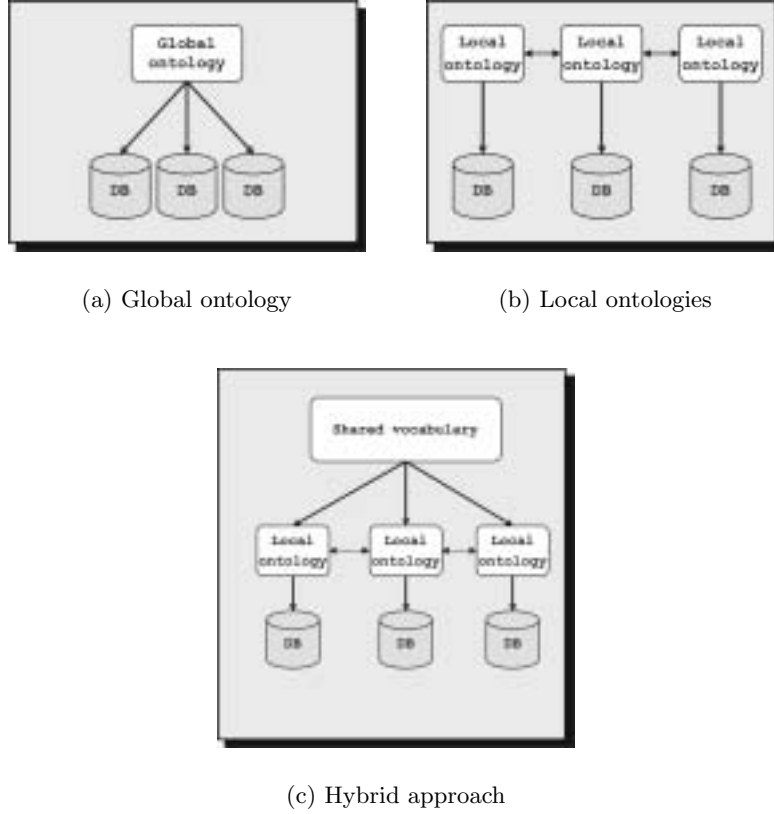 Global
ontology
DB DB DB
(a) Global ontology
Local Local Local
ontology ontology ontology
DB DB DB
(b) Local ontologies
Shared vocabulary
Local Local Local
ontology ontology ontology
DB DB DB
(c) Hybrid approach